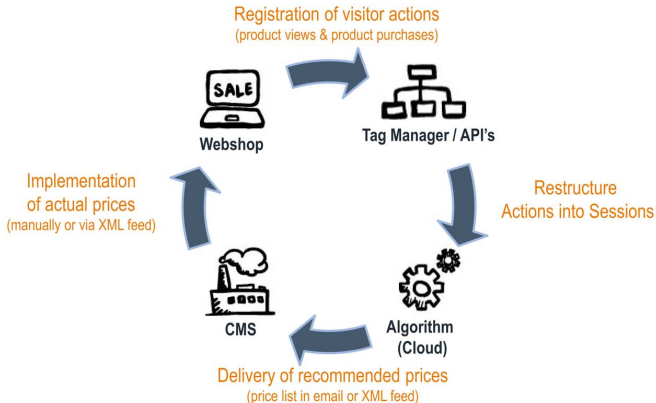 Registration of visitor actions
(product views & product purchases)
SALE
Webshop
Tag Manager / API's
Implementation
of actual prices
(manually or via XML feed)
Restructure
Actions into Sessions
CMS
Algorithm
(Cloud)
Delivery of recommended prices
(price list in email or XML feed)